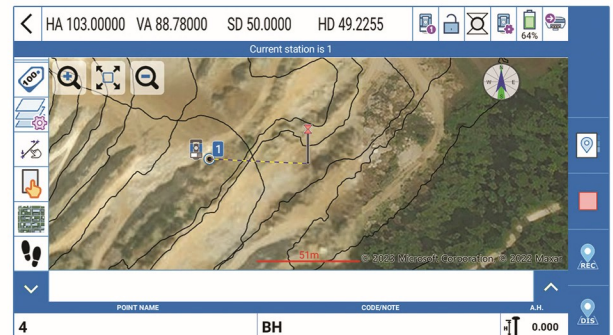 HA 103.00000 VA 88.78000 SD 50.0000 HD 49.2255
64%
Current station is 1
100%
1
51m
© 2023 Microsoft Corporation, © 2022 Maxar
REC
POINT NAME CODE/NOTE A.H.
4 BH 0.000
DIS